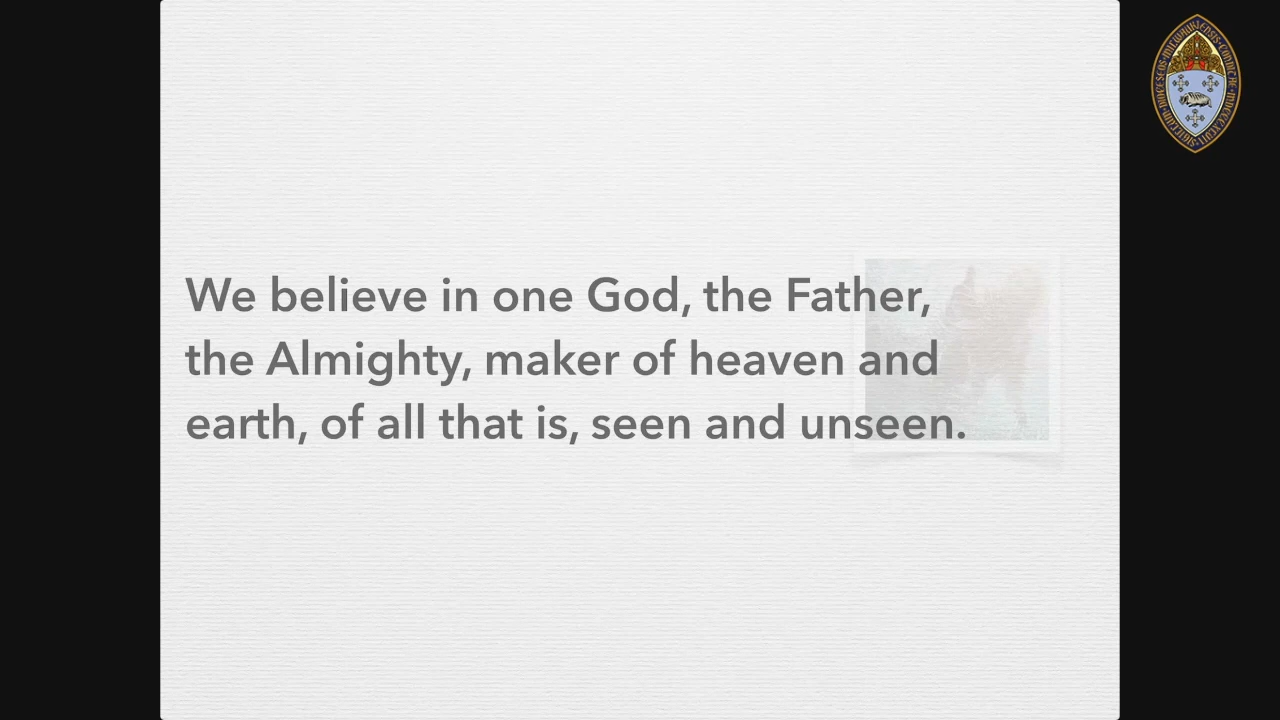 We believe in one God, the Father,
the Almighty, maker of heaven and
earth, of all that is, seen and unseen.